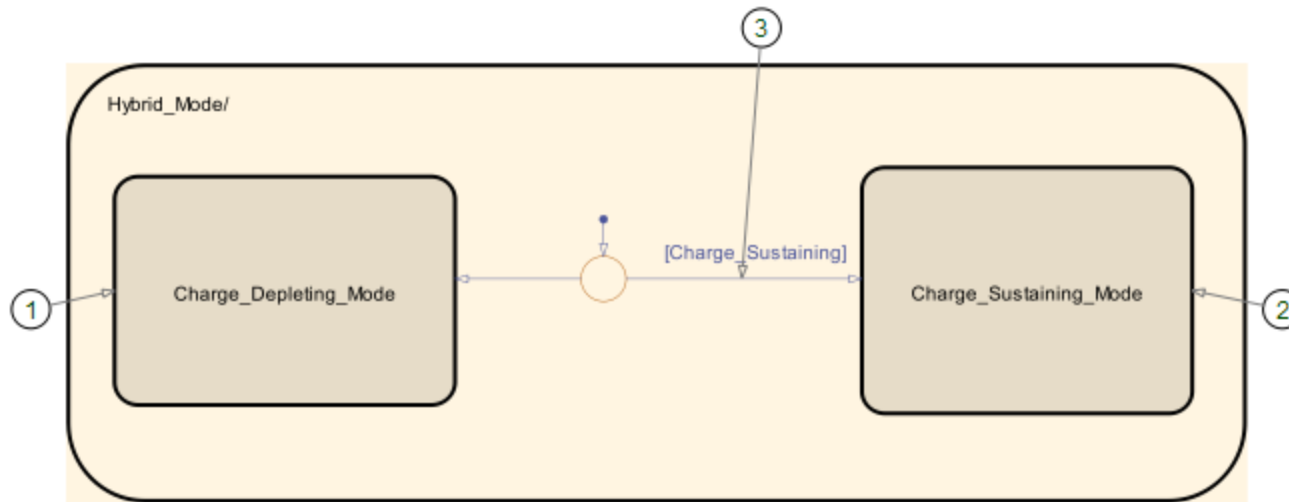 3
Hybrid_Mode/
[Charge_Sustaining]
Charge_Depleting_Mode
Charge_Sustaining_Mode
1
2